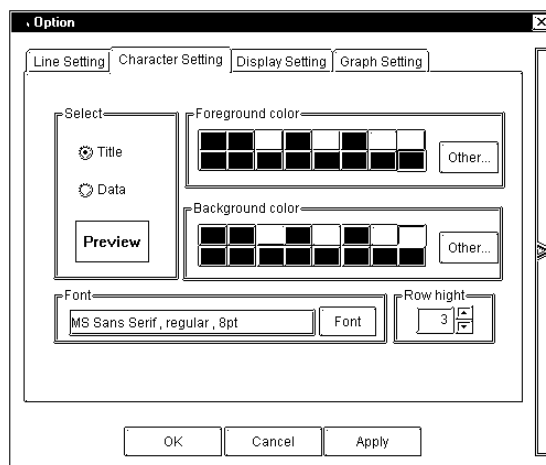 Option
Line Setting Character Setting Display Setting Graph Setting
Select
Title
Data
Preview
Foreground color
Other...
Background color
Other...
Font
MS Sans Serif , regular , 8pt
Font
Row hight
3
OK Cancel Apply